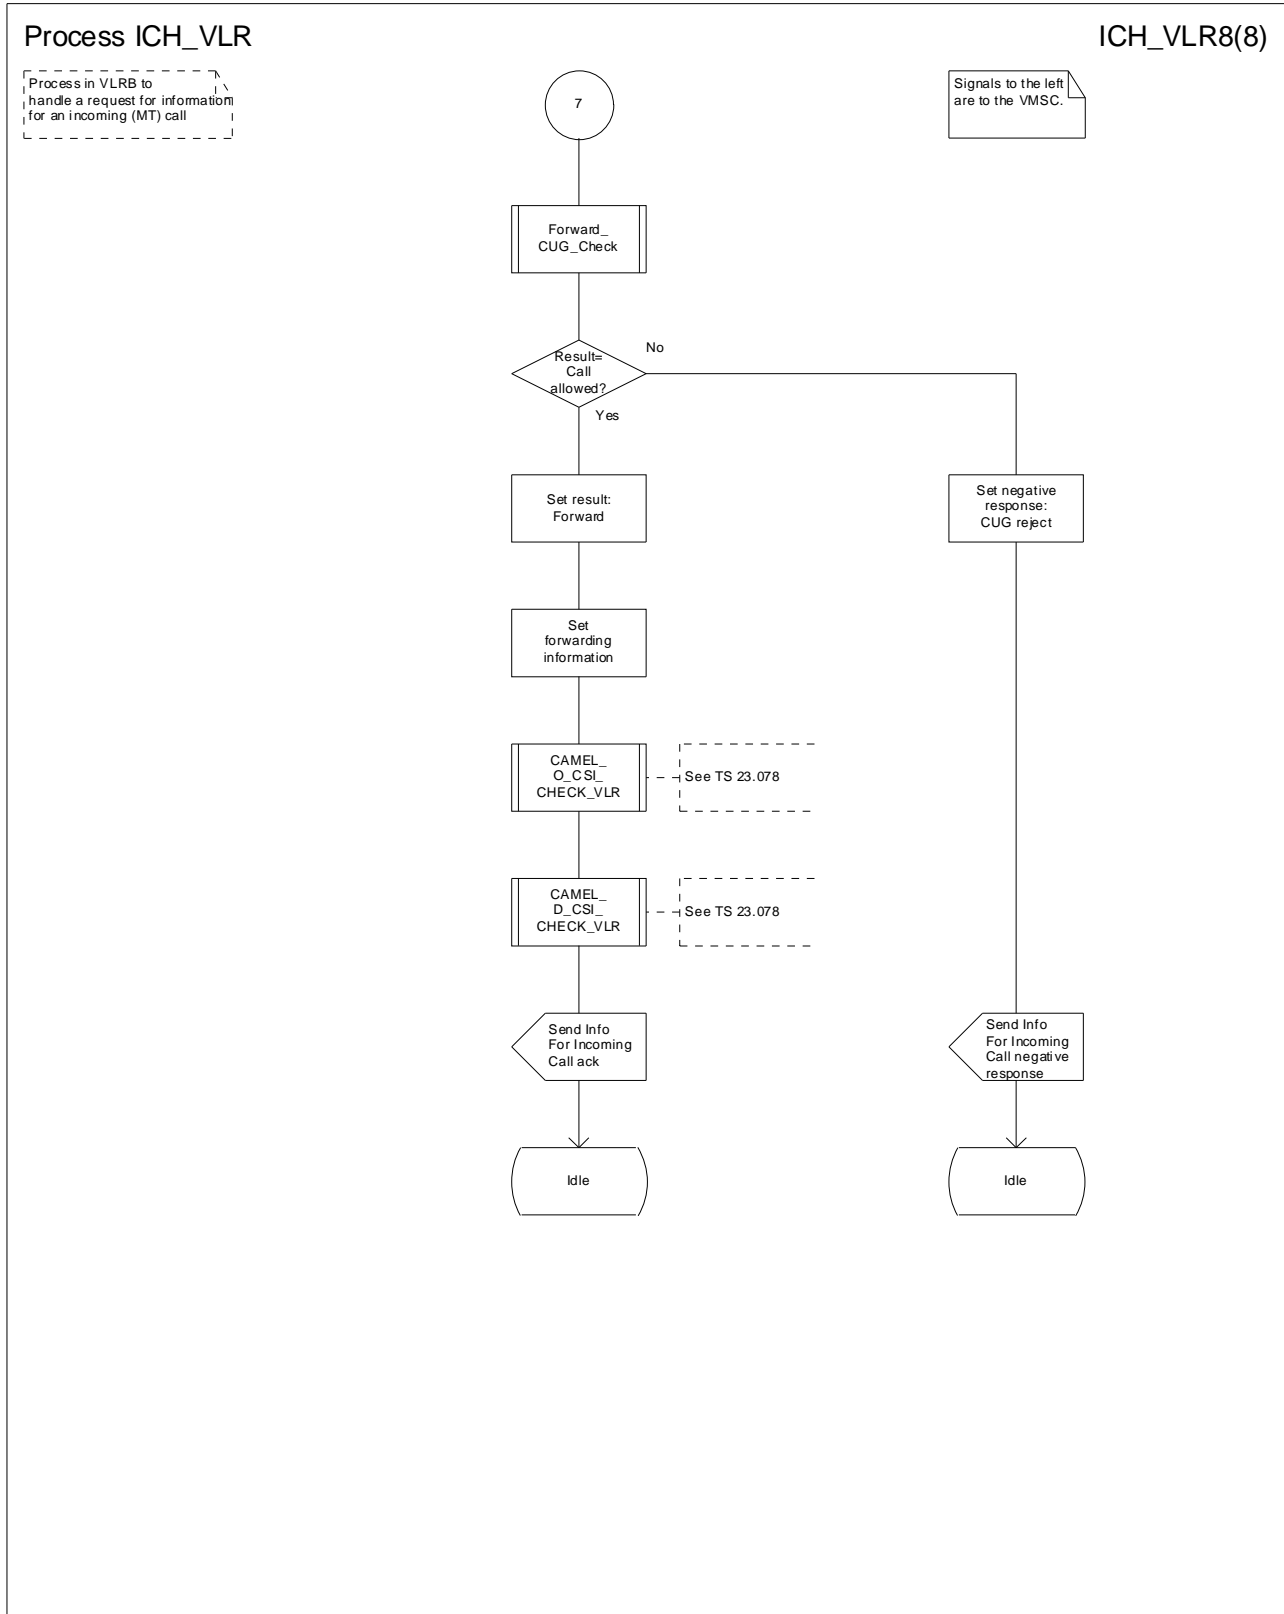 Process ICH_VLR
ICH_VLR8(8)
Process in VLRB to
handle a request for information
for an incoming (MT) call
7
Signals to the left
are to the VMSC.
Forward_
CUG_Check
Result=
Call
allowed?
No
Yes
Set result:
Forward
Set negative
response:
CUG reject
Set
forwarding
information
CAMEL_
O_CSI_
CHECK_VLR
See TS 23.078
CAMEL_
D_CSI_
CHECK_VLR
See TS 23.078
Send Info
For Incoming
Call ack
Send Info
For Incoming
Call negative
response
Idle
Idle